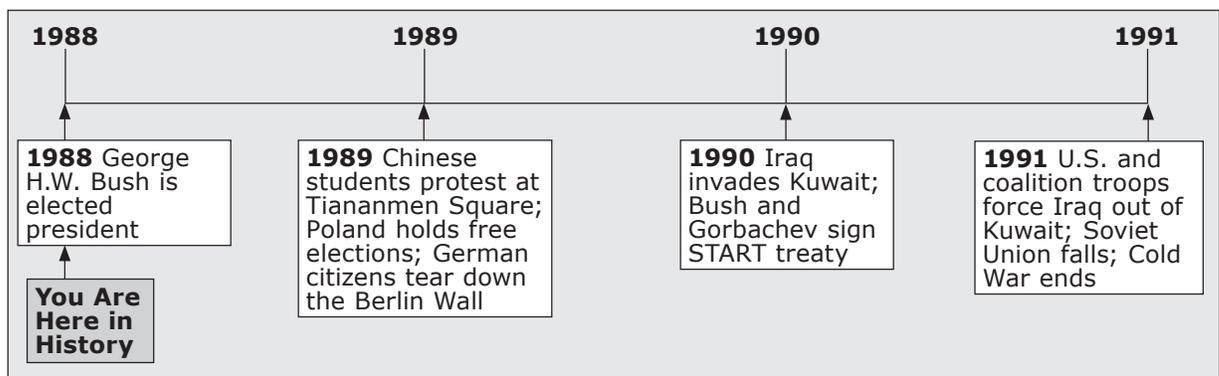 1988
1989
1990
1991
1988 George
H.W. Bush is
elected
president
You Are
Here in
History
1989 Chinese
students protest at
Tiananmen Square;
Poland holds free
elections; German
citizens tear down
the Berlin Wall
1990 Iraq
invades Kuwait;
Bush and
Gorbachev sign
START treaty
1991 U.S. and
coalition troops
force Iraq out of
Kuwait; Soviet
Union falls; Cold
War ends